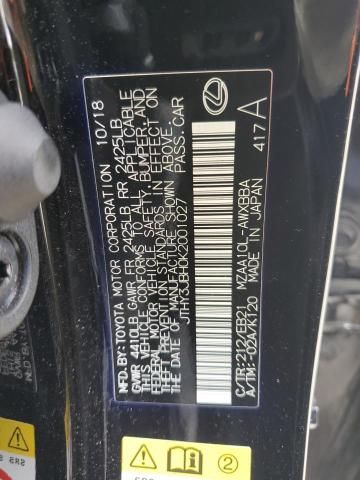 MFD. BY: TOYOTA MOTOR CORPORATION 10/18
GVWR 4410LB GAWR FR 2425LB RR 2425LB
THIS VEHICLE CONFORMS TO ALL APPLICABLE
FEDERAL MOTOR VEHICLE SAFETY, BUMPER, AND
THEFT PREVENTION STANDARDS IN EFFECT ON
THE DATE OF MANUFACTURE SHOWN ABOVE.
JTHY3JBH0K2001027 PASS.CAR
C/TR:212/EB21 MZAA10L-AWXBBA
A/TM:-02A/K120 MADE IN JAPAN 417 A
2
SRS